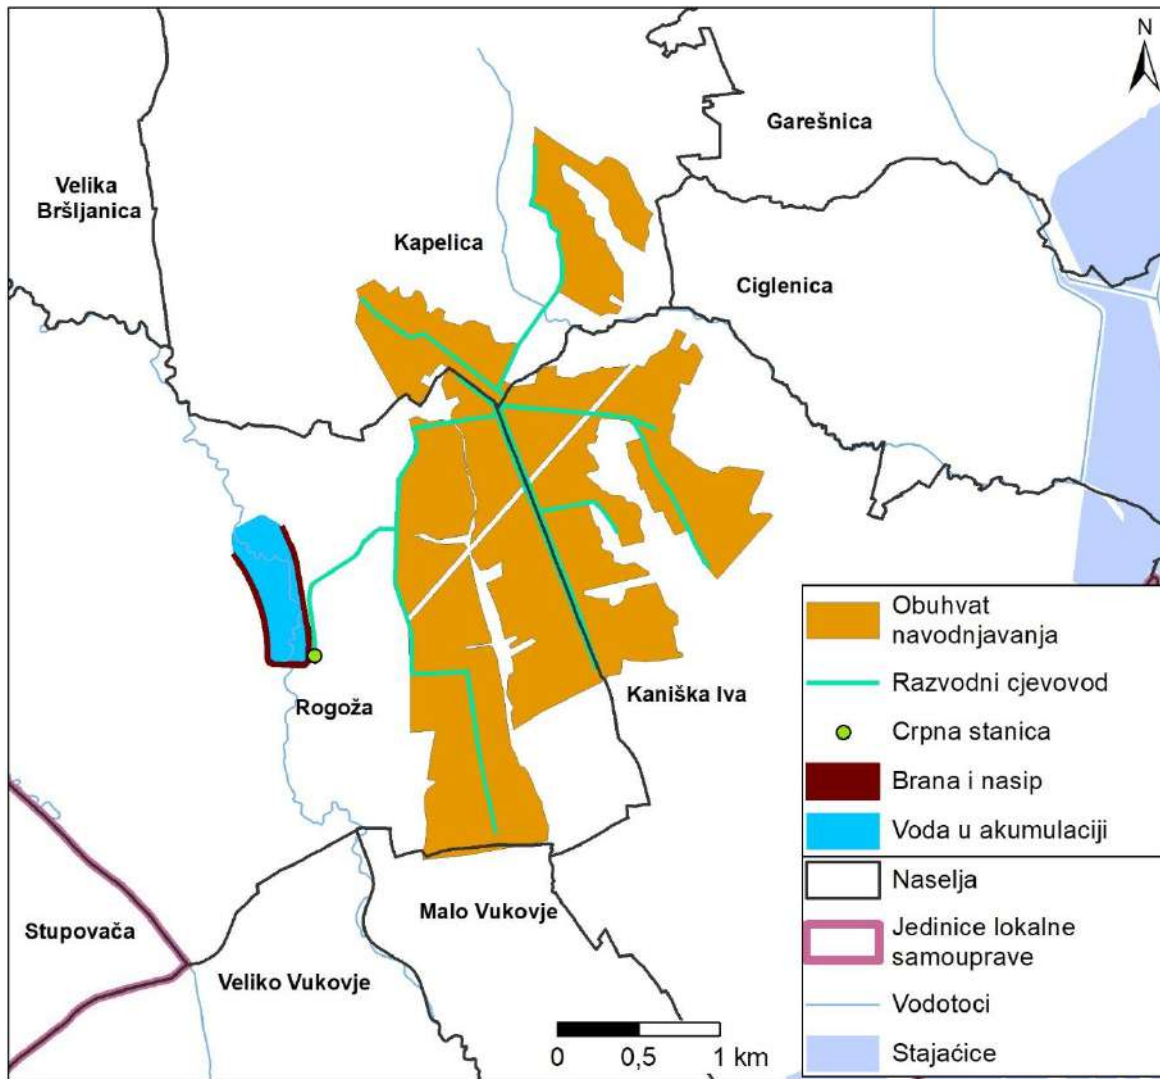 N
Garešnica
Velika
Bršljanica
Kapelica
Ciglenica
Rogoža
Kaniška Iva
Malo Vukovje
Stupovača
Veliko Vukovje
0 0,5 1 km
Obuhvat
navodnjavanja
Razvodni cjevovod
Crpna stanica
Brana i nasip
Voda u akumulaciji
Naselja
Jedinice lokalne
samouprave
Vodotoci
Stajaćice